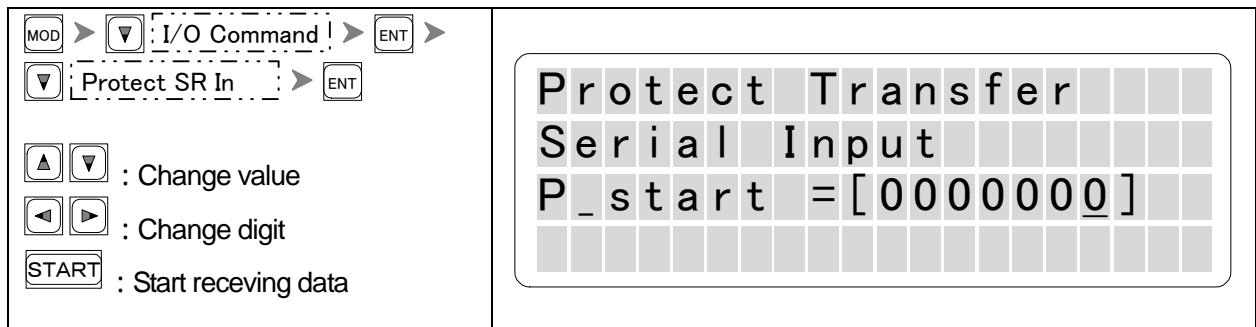 MOD > ▼ I/O Command > ENT >
▼ Protect SR In > ENT
▲ ▼ : Change value
◀ ▶ : Change digit
START : Start receving data
Protect Transfer
Serial Input
P_start =[0000000]